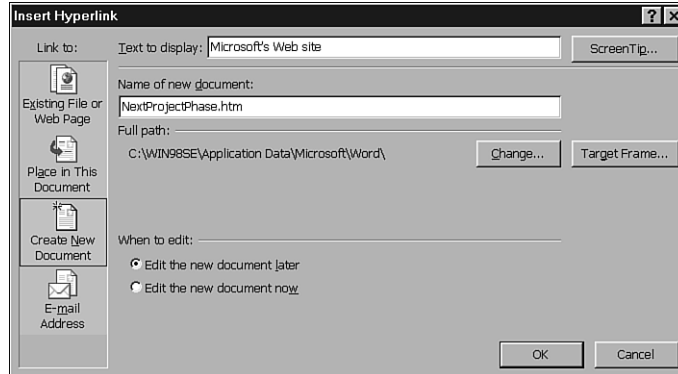 Insert Hyperlink
Link to:
Text to display: Microsoft's Web site
ScreenTip...
Existing File or
Web Page
Name of new document:
NextProjectPhase.htm
Full path:
C:\WIN98SE\Application Data\Microsoft\Word\
Change...
Target Frame...
Place in This
Document
Create New
Document
When to edit:
Edit the new document later
Edit the new document now
E-mail
Address
OK
Cancel